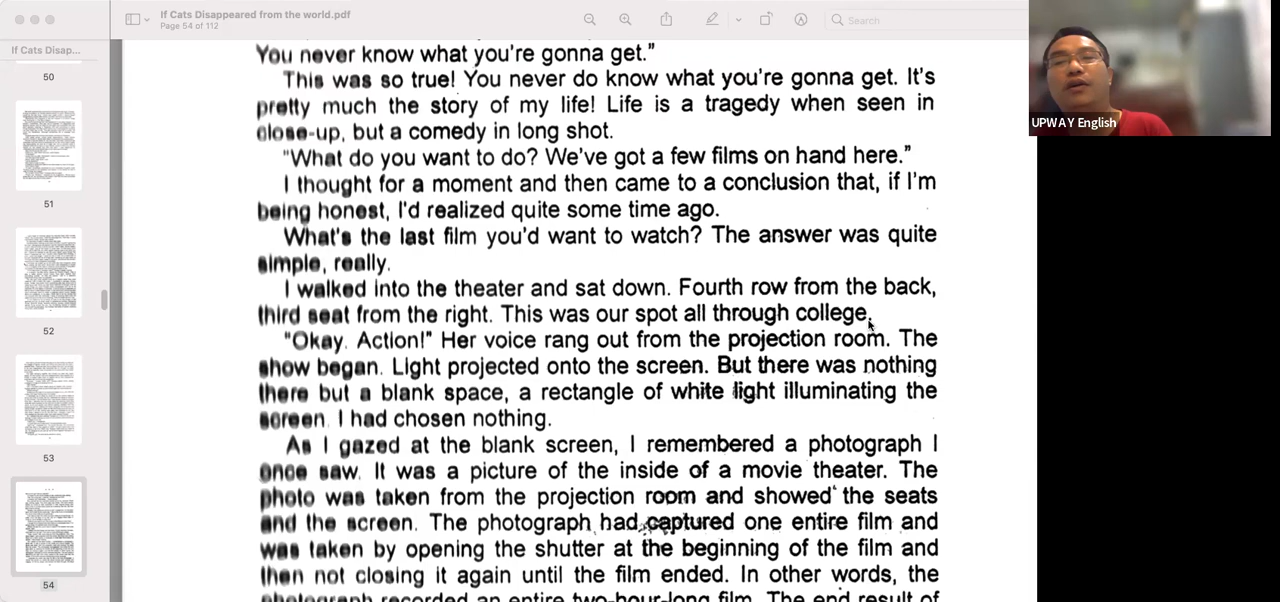 If Cats Disappeared from the world.pdf
Page 54 of 112
Search
If Cats Disap...
50
51
52
53
54
UPWAY English
You never know what you're gonna get."
This was so true! You never do know what you're gonna get. It's
pretty much the story of my life! Life is a tragedy when seen in
close-up, but a comedy in long shot.
"What do you want to do? We've got a few films on hand here."
I thought for a moment and then came to a conclusion that, if I'm
being honest, I'd realized quite some time ago.
What's the last film you'd want to watch? The answer was quite
simple, really.
I walked into the theater and sat down. Fourth row from the back,
third seat from the right. This was our spot all through college.
"Okay. Action!" Her voice rang out from the projection room. The
show began. Light projected onto the screen. But there was nothing
there but a blank space, a rectangle of white light illuminating the
screen. I had chosen nothing.
As I gazed at the blank screen, I remembered a photograph I
once saw. It was a picture of the inside of a movie theater. The
photo was taken from the projection room and showed the seats
and the screen. The photograph had captured one entire film and
was taken by opening the shutter at the beginning of the film and
then not closing it again until the film ended. In other words, the
photograph recorded an entire two-hour-long film. The end result of